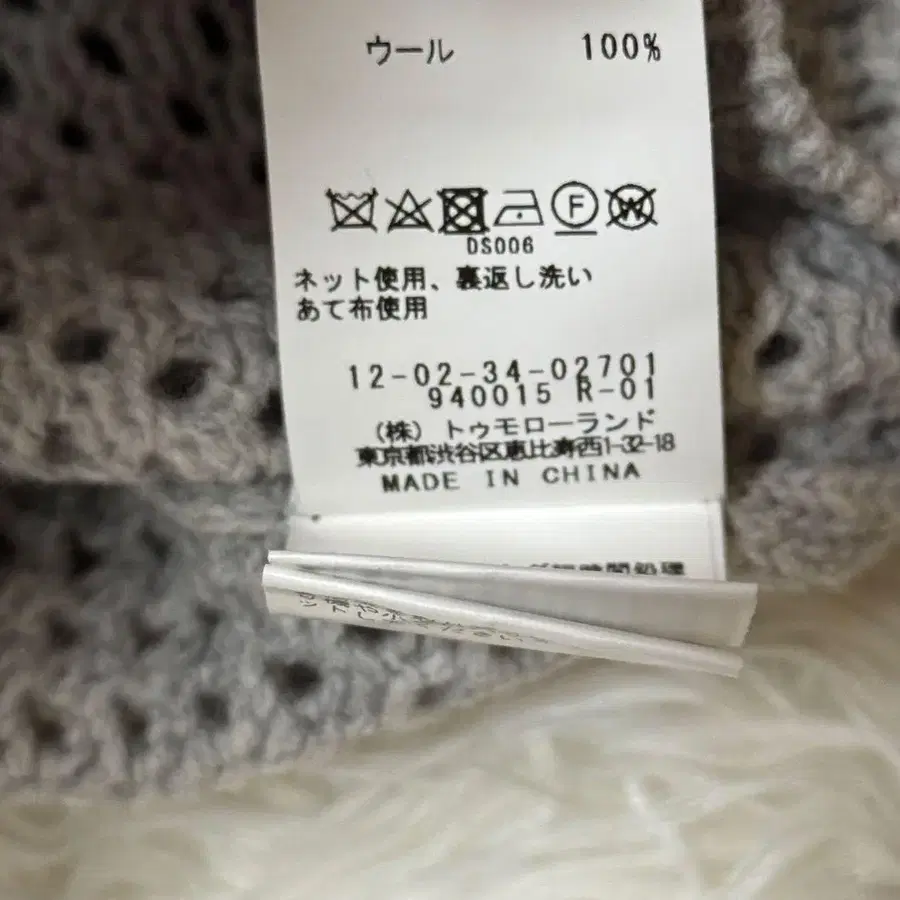 ウール 100%
F W
DS006
ネット使用、裏返し洗い
あて布使用
12-02-34-02701
940015 R-01
(株) トゥモローランド
東京都渋谷区恵比寿西1-32-18
MADE IN CHINA